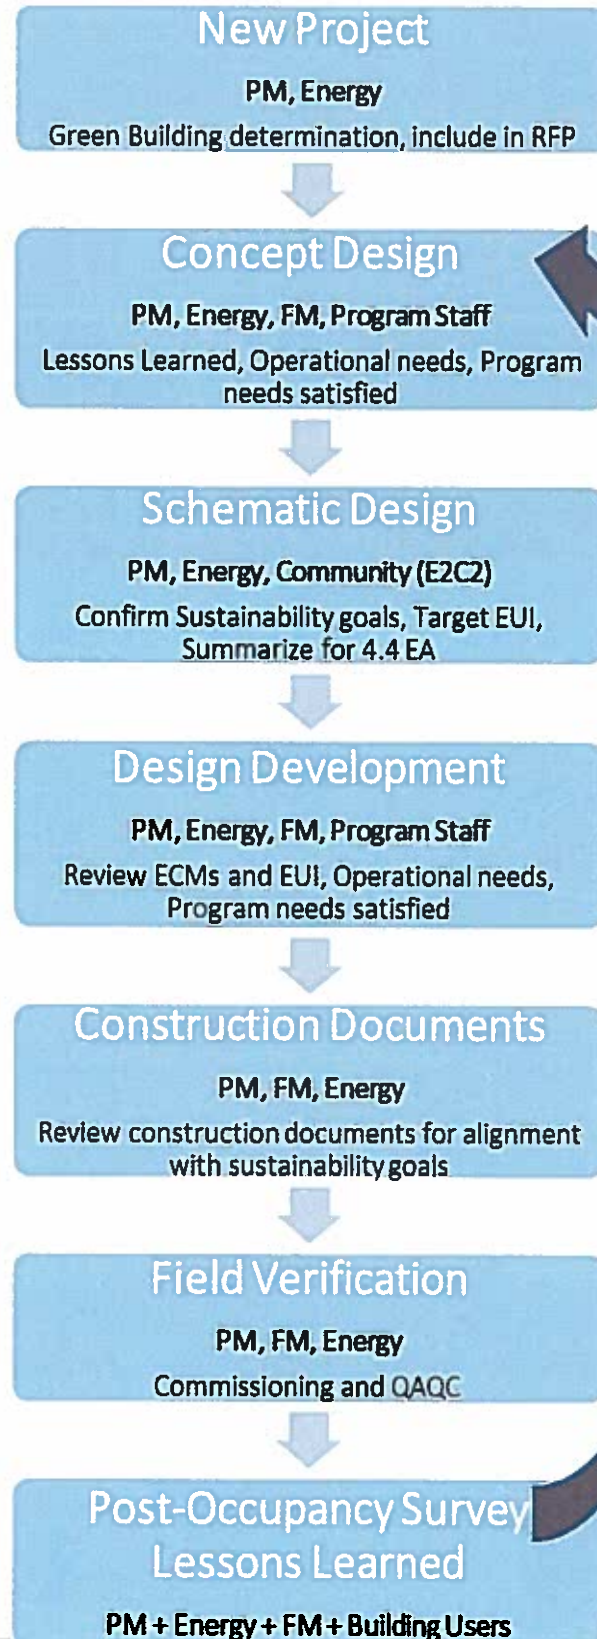 New Project
PM, Energy
Green Building determination, include in RFP
Concept Design
PM, Energy, FM, Program Staff
Lessons Learned, Operational needs, Program
needs satisfied
Schematic Design
PM, Energy, Community (E2C2)
Confirm Sustainability goals, Target EUI,
Summarize for 4.4 EA
Design Development
PM, Energy, FM, Program Staff
Review ECMs and EUI, Operational needs,
Program needs satisfied
Construction Documents
PM, FM, Energy
Review construction documents for alignment
with sustainability goals
Field Verification
PM, FM, Energy
Commissioning and QAQC
Post-Occupancy Survey
Lessons Learned
PM + Energy + FM + Building Users